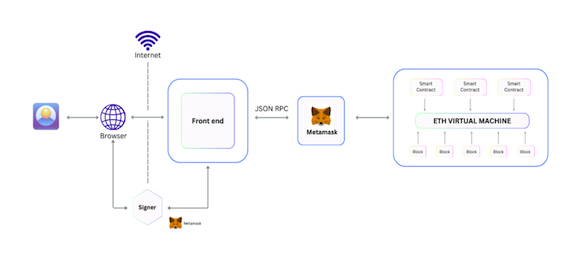 Internet
Browser
Front end
JSON RPC
Metamask
Signer
Metamask
Smart
Contract
Smart
Contract
Smart
Contract
ETH VIRTUAL MACHINE
Block
Block
Block
Block
Block